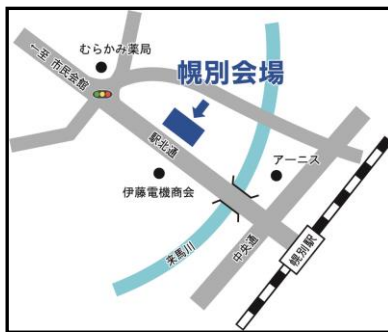 むらかみ薬局
↑至 市民会館
幌別会場
駅北通
アーニス
伊藤電機商会
来馬川
中央通
幌別駅